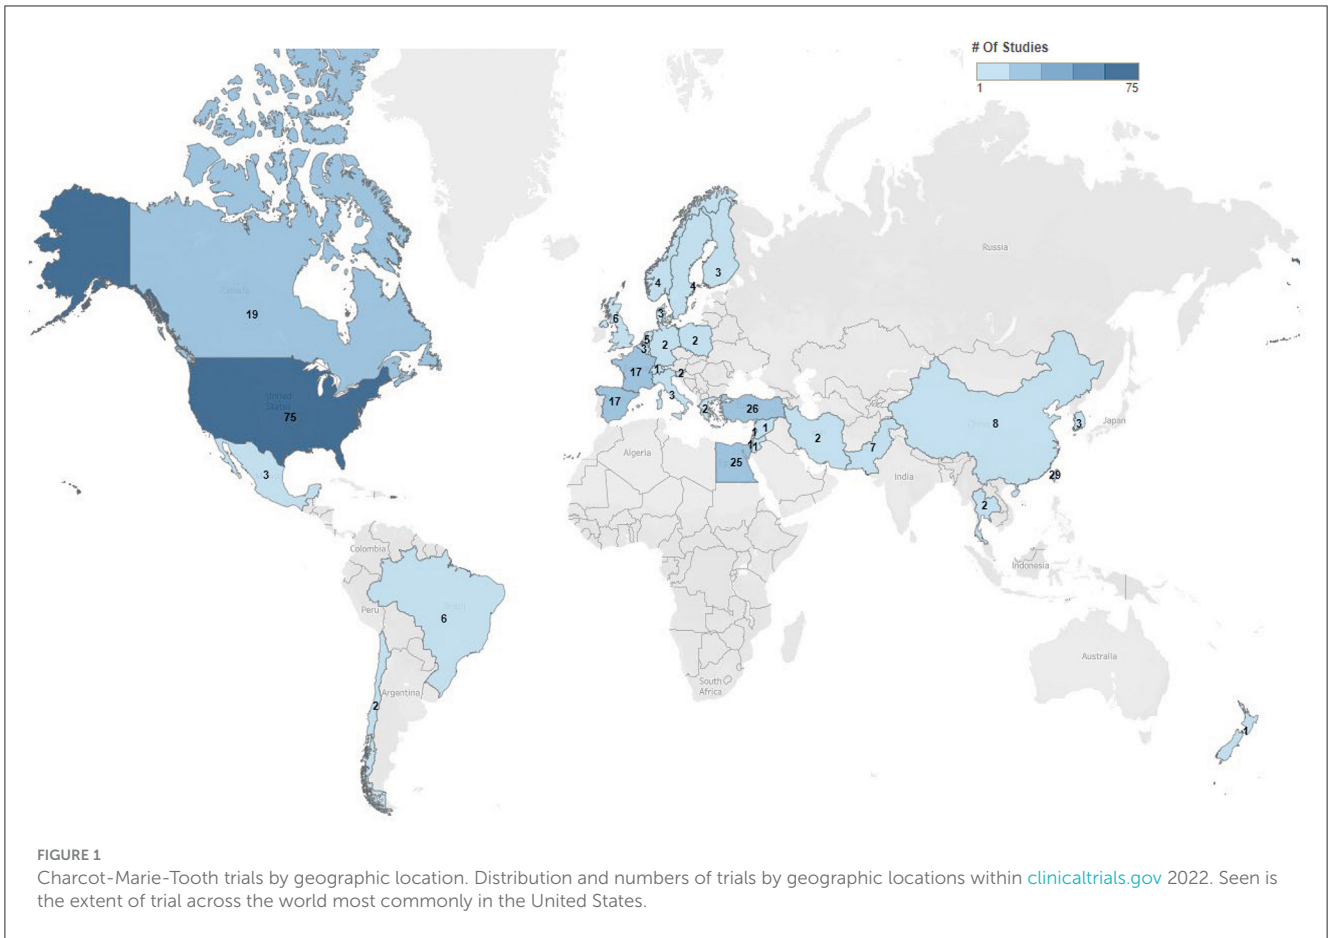 # Of Studies
1 75
Russia
3
4
4
Canada
19
6
3
5
3
2
2
17
1
2
3
17
2
26
United
States
75
1
1
1
1
2
7
8
3
Japan
3
Algeria
25
India
29
2
Colombia
Indonesia
Peru
6
Australia
South
Africa
Argentina
2
1
FIGURE 1
Charcot-Marie-Tooth trials by geographic location. Distribution and numbers of trials by geographic locations within clinicaltrials.gov 2022. Seen is
the extent of trial across the world most commonly in the United States.